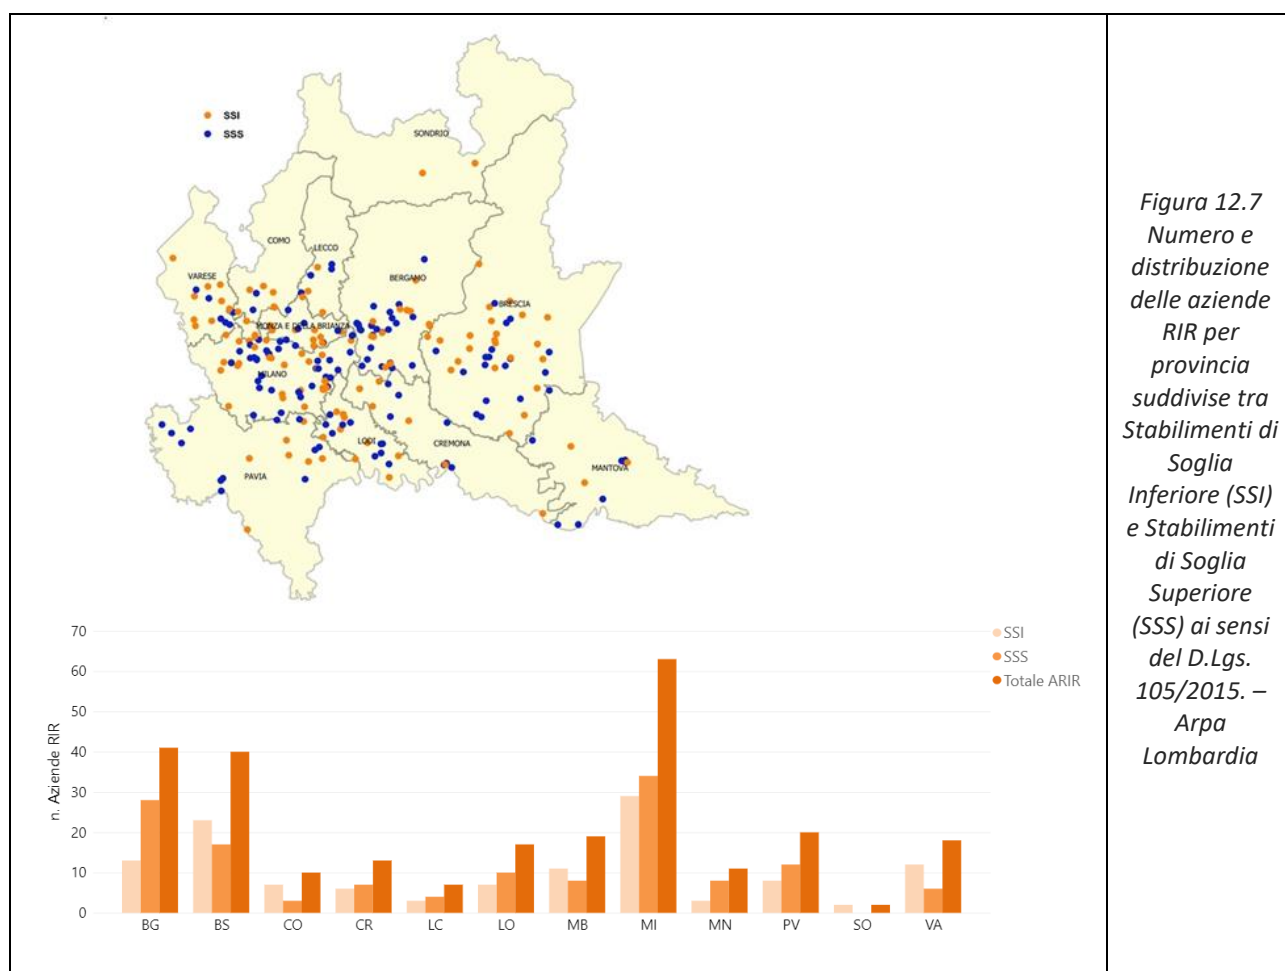 SSI
SSS
SONDRIO
COMO
LECCO
VARESE
BERGAMO
BRESCIA
MONZA E DELLA BRIANZA
MILANO
LODI
CREMONA
PAVIA
MANTOVA
Figura 12.7
Numero e
distribuzione
delle aziende
RIR per
provincia
suddivise tra
Stabilimenti di
Soglia
Inferiore (SSI)
e Stabilimenti
di Soglia
Superiore
(SSS) ai sensi
del D.Lgs.
105/2015. –
Arpa
Lombardia
SSI
SSS
Totale ARIR
n. Aziende RIR
70
60
50
40
30
20
10
0
BG BS CO CR LC LO MB MI MN PV SO VA